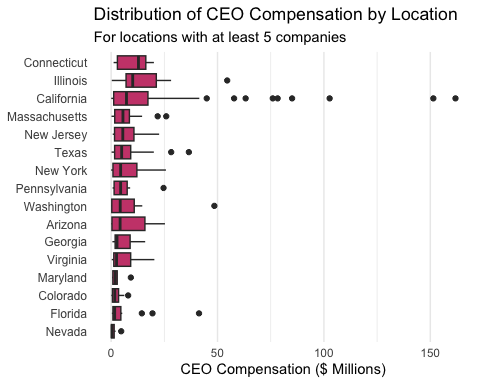 Distribution of CEO Compensation by Location
For locations with at least 5 companies
Connecticut
Illinois
California
Massachusetts
New Jersey
Texas
New York
Pennsylvania
Washington
Arizona
Georgia
Virginia
Maryland
Colorado
Florida
Nevada
0 50 100 150
CEO Compensation ($ Millions)